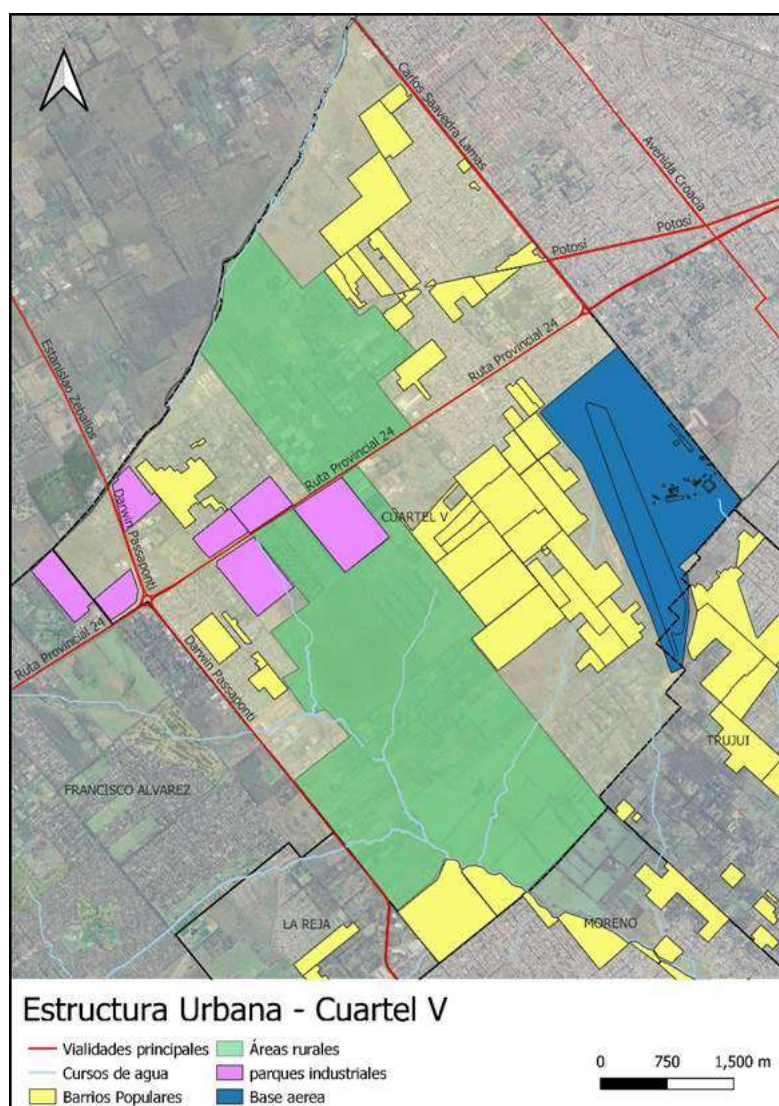 Carlos Saavedra Lamas
Avenida Croacia
Potosí
Potosí
Ruta Provincial 24
Estanislao Zeballos
Ruta Provincial 24
CUARTEL V
Darwin Passaponti
Ruta Provincial 24
Darwin Passaponti
TRUJUI
FRANCISCO ALVAREZ
LA REJA
MORENO
Estructura Urbana - Cuartel V
Vialidades principales
Áreas rurales
Cursos de agua
parques industriales
Barrios Populares
Base aerea
0 750 1,500 m